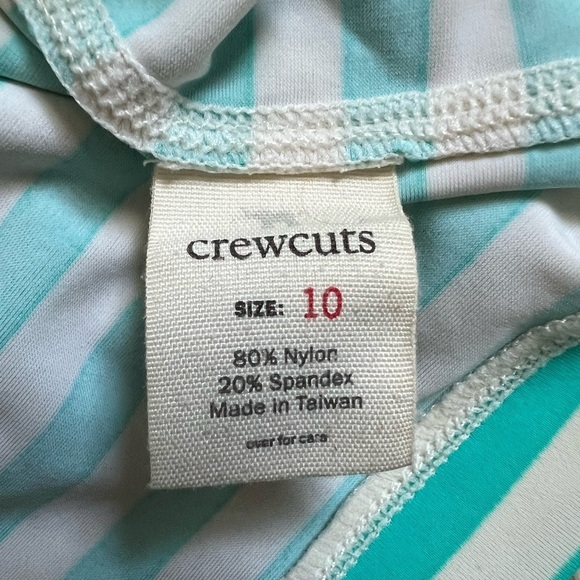 crewcuts
SIZE: 10
80% Nylon
20% Spandex
Made in Taiwan
over for care